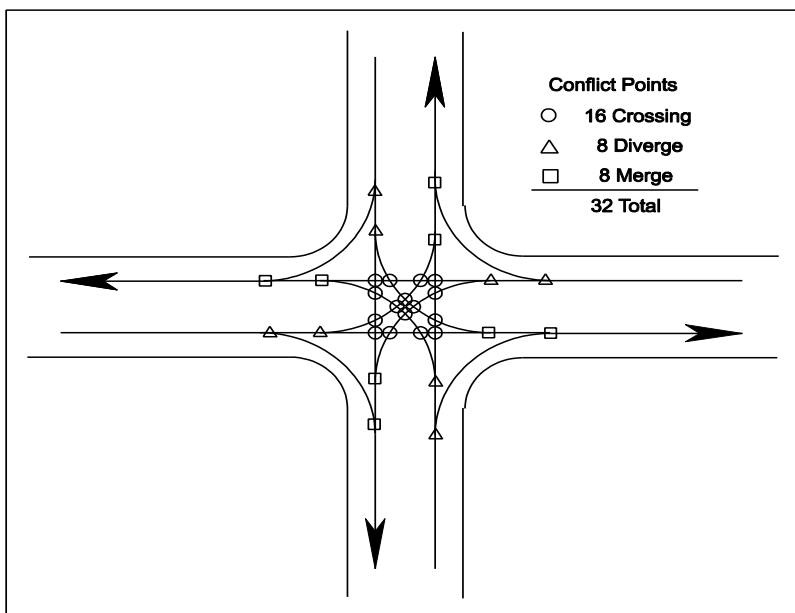 Conflict Points
16 Crossing
8 Diverge
8 Merge
32 Total